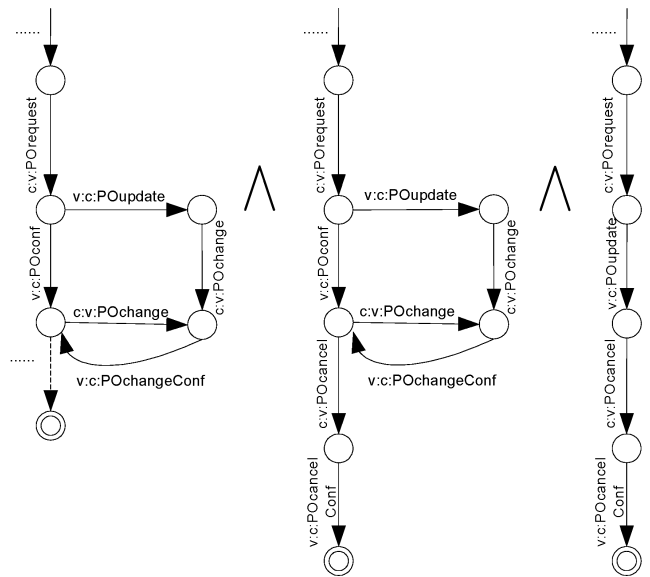 ......
c:v:POrequest
v:c:POupdate
v:c:POconf
c:v:POchange
c:v:POchange
......
v:c:POchangeConf
......
c:v:POrequest
v:c:POupdate
v:c:POconf
c:v:POchange
c:v:POchange
v:c:POchangeConf
c:v:POcancel
v:c:POcancel
Conf
......
c:v:POrequest
v:c:POupdate
c:v:POcancel
v:c:POcancel
Conf